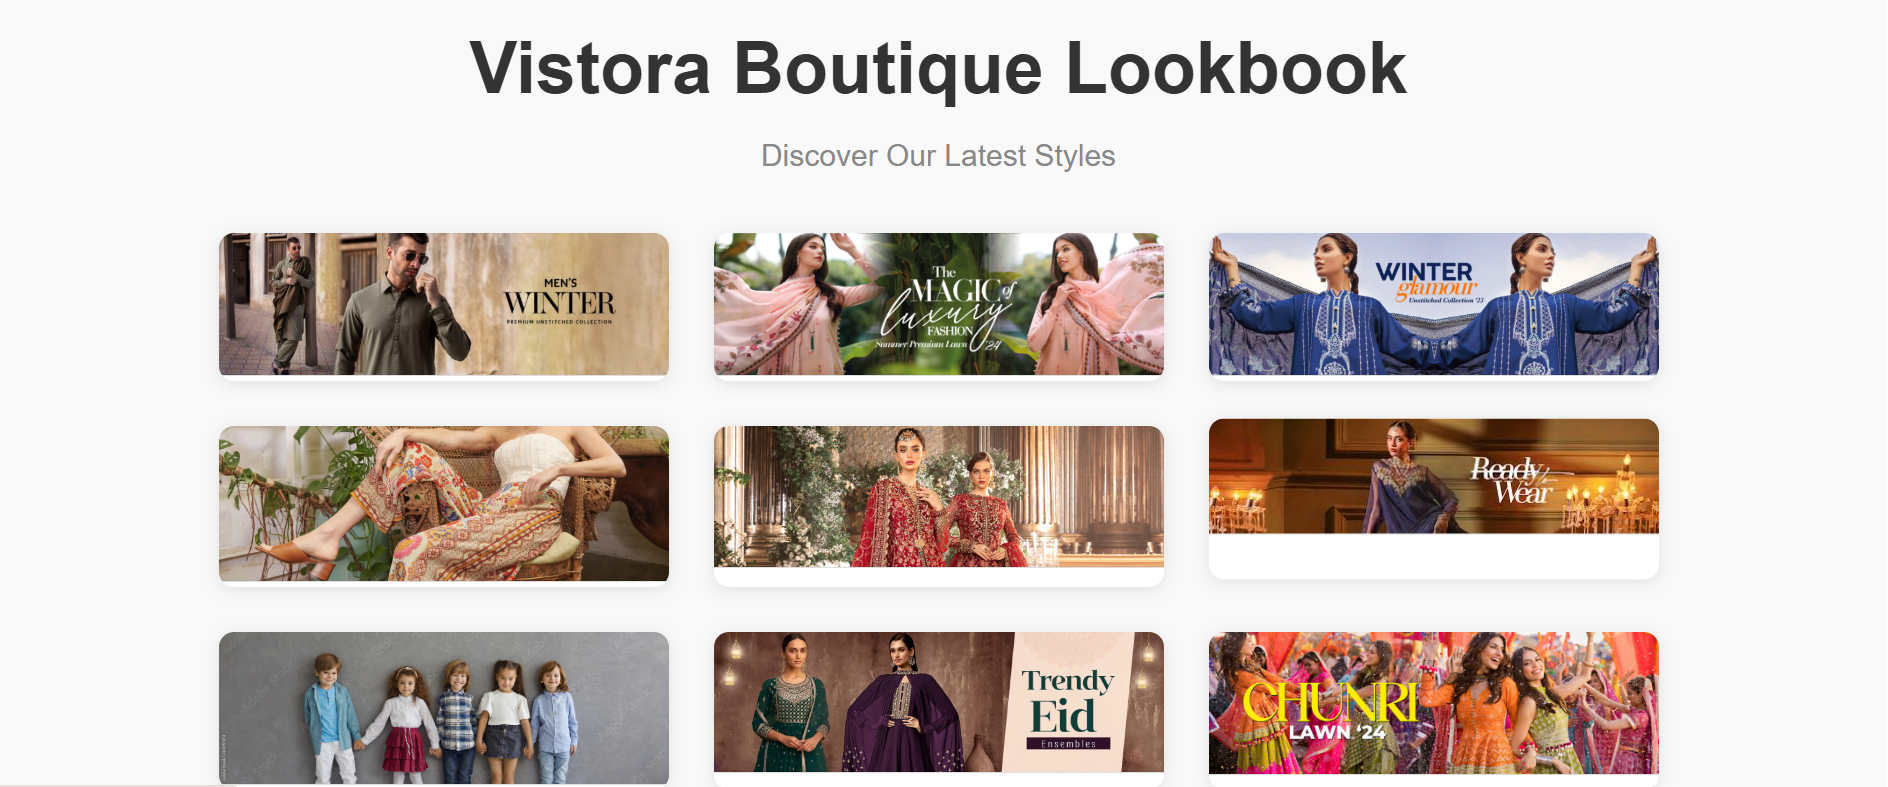 Vistora Boutique Lookbook
Discover Our Latest Styles
MEN'S
WINTER
PREMIUM UNSTITCHED COLLECTION
The
MAGIC of
luxury
FASHION
Summer Premium Lawn '24
WINTER
glamour
Unstitched Collection '23
Ready
Wear
Trendy
Eid
Ensembles
CHUNRI
LAWN '24